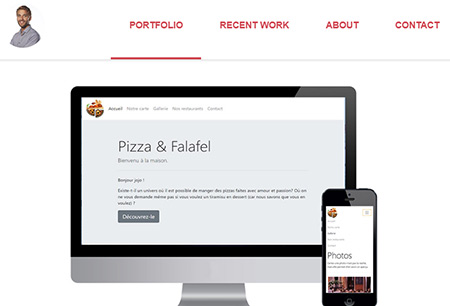 PORTFOLIO RECENT WORK ABOUT CONTACT
Accueil Notre carte Gallerie Nos restaurants Contact
Pizza & Falafel
Bienvenu à la maison.
Bonjour jojo !
Existe-t-il un univers où il est possible de manger des pizzas faites avec amour et passion? Où on
ne vous demande même pas si vous voulez un tiramisu en dessert (car nous savons que vous en
voulez) ?
Découvrez-le
Photos